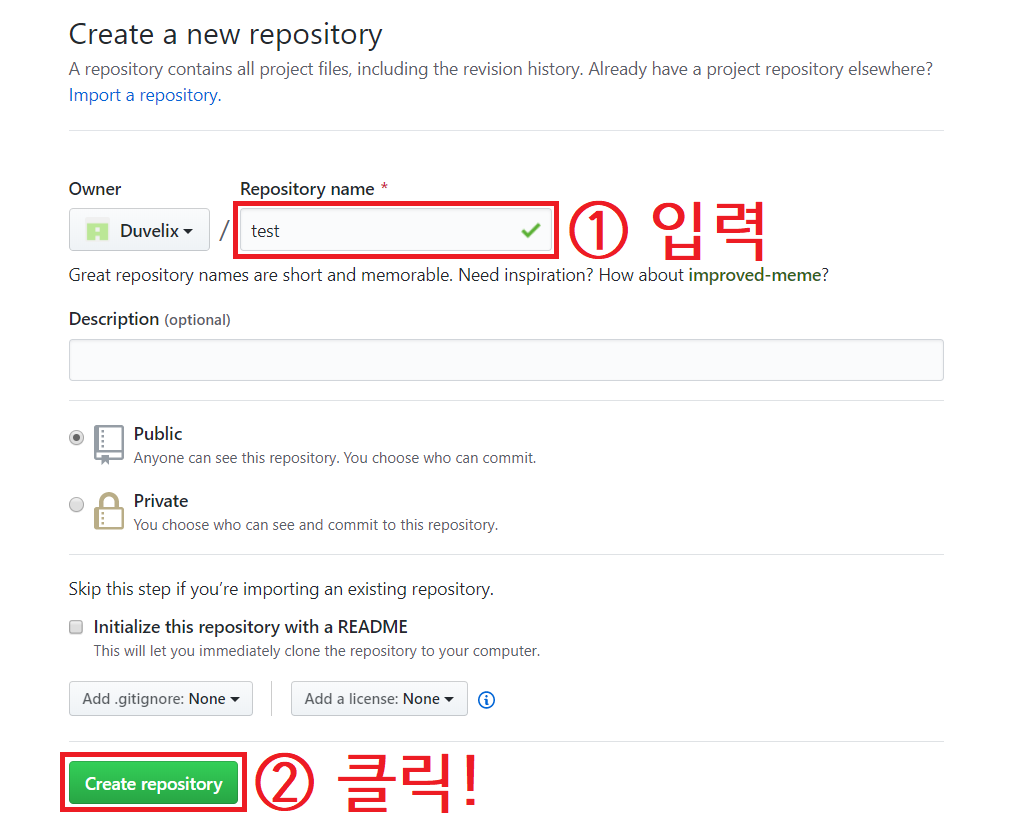 Create a new repository
A repository contains all project files, including the revision history. Already have a project repository elsewhere?
Import a repository.
Owner
Repository name *
Duvelix / test
① 입력
Great repository names are short and memorable. Need inspiration? How about improved-meme?
Description (optional)
Public
Anyone can see this repository. You choose who can commit.
Private
You choose who can see and commit to this repository.
Skip this step if you’re importing an existing repository.
Initialize this repository with a README
This will let you immediately clone the repository to your computer.
Add .gitignore: None
Add a license: None
Create repository
② 클릭!